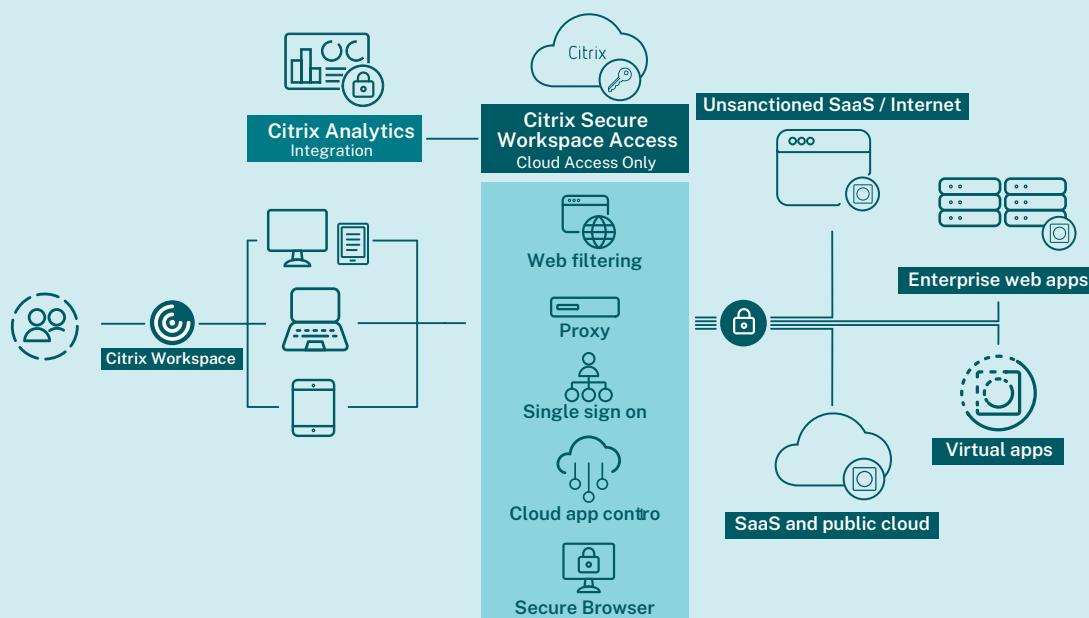 Citrix
Citrix Analytics
Integration
Citrix Secure
Workspace Access
Cloud Access Only
Unsanctioned SaaS / Internet
Web filtering
Enterprise web apps
Proxy
Citrix Workspace
Single sign on
Virtual apps
Cloud app contro
SaaS and public cloud
Secure Browser